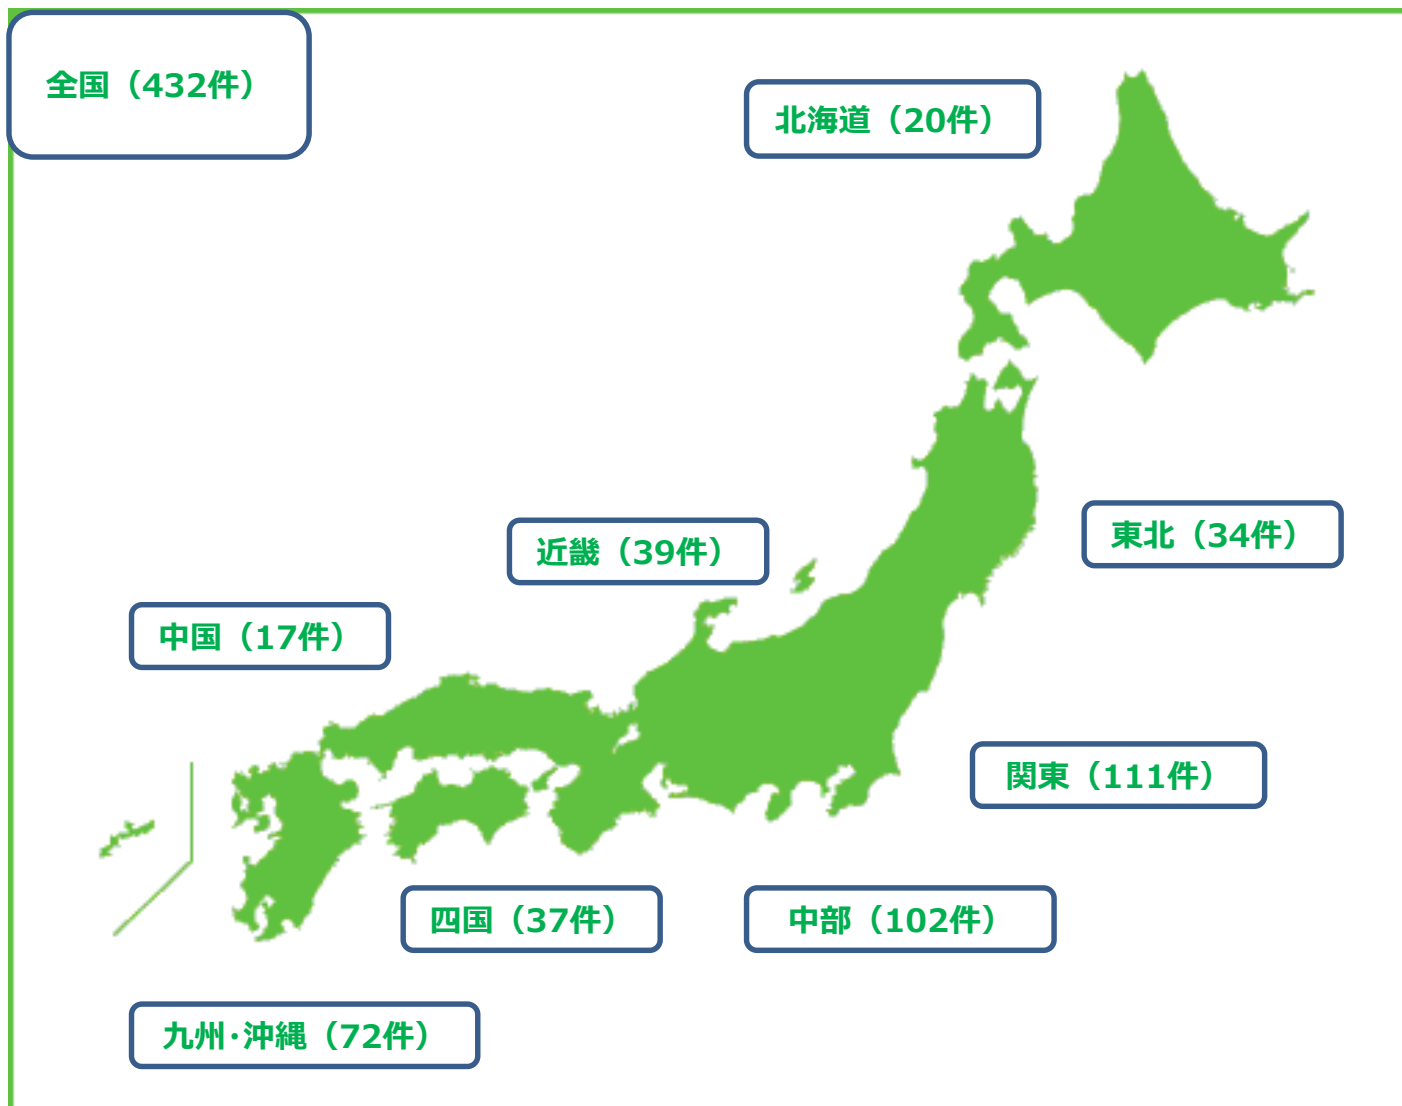 全国（432件）
北海道（20件）
東北（34件）
近畿（39件）
中国（17件）
関東（111件）
四国（37件）
中部（102件）
九州･沖縄（72件）